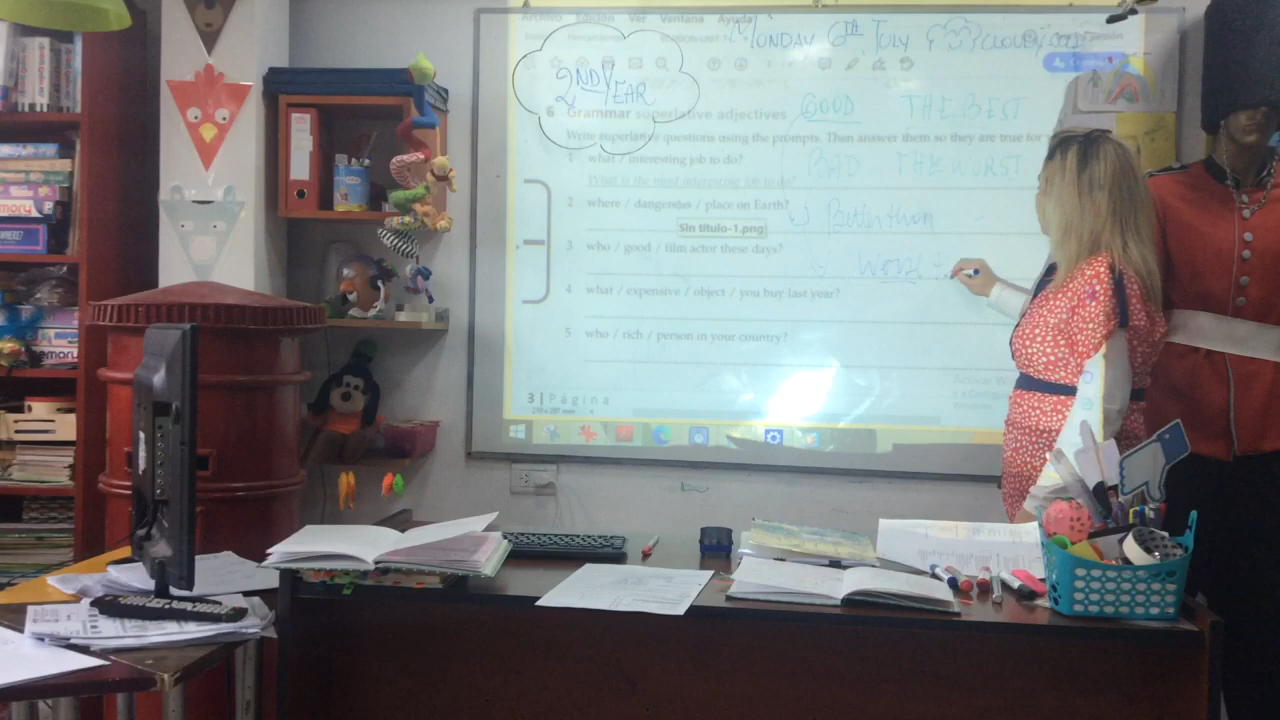 Archivo Edición Ver Ventana Ayuda
MONDAY 6TH JULY CLOUDY
2ND YEAR
6 Grammar superlative adjectives
GOOD THE BEST
Write superlative questions using the prompts. Then answer them so they are true for
1 what / interesting job to do?
BAD THE WORST
What is the most interesting job to do?
2 where / dangerous / place on Earth?
Better than
Sin título-1.png
3 who / good / film actor these days?
WORSE
4 what / expensive / object / you buy last year?
5 who / rich / person in your country?
3 | Página
Activar